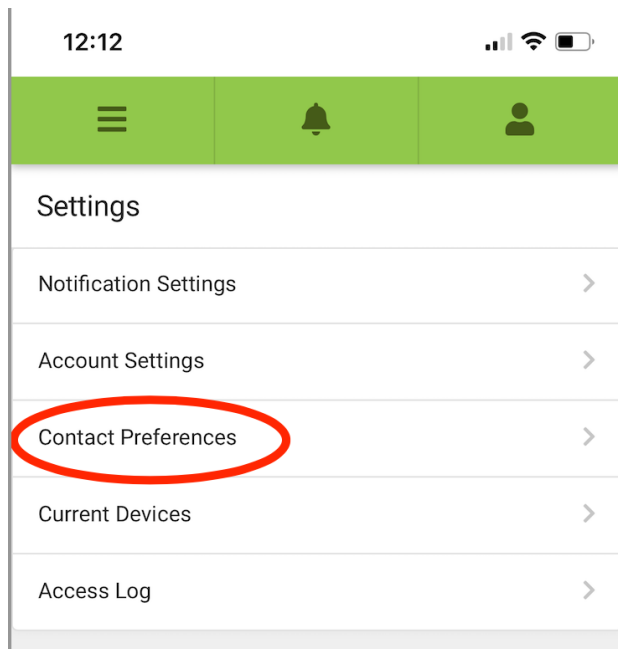 12:12
Settings
Notification Settings
Account Settings
Contact Preferences
Current Devices
Access Log